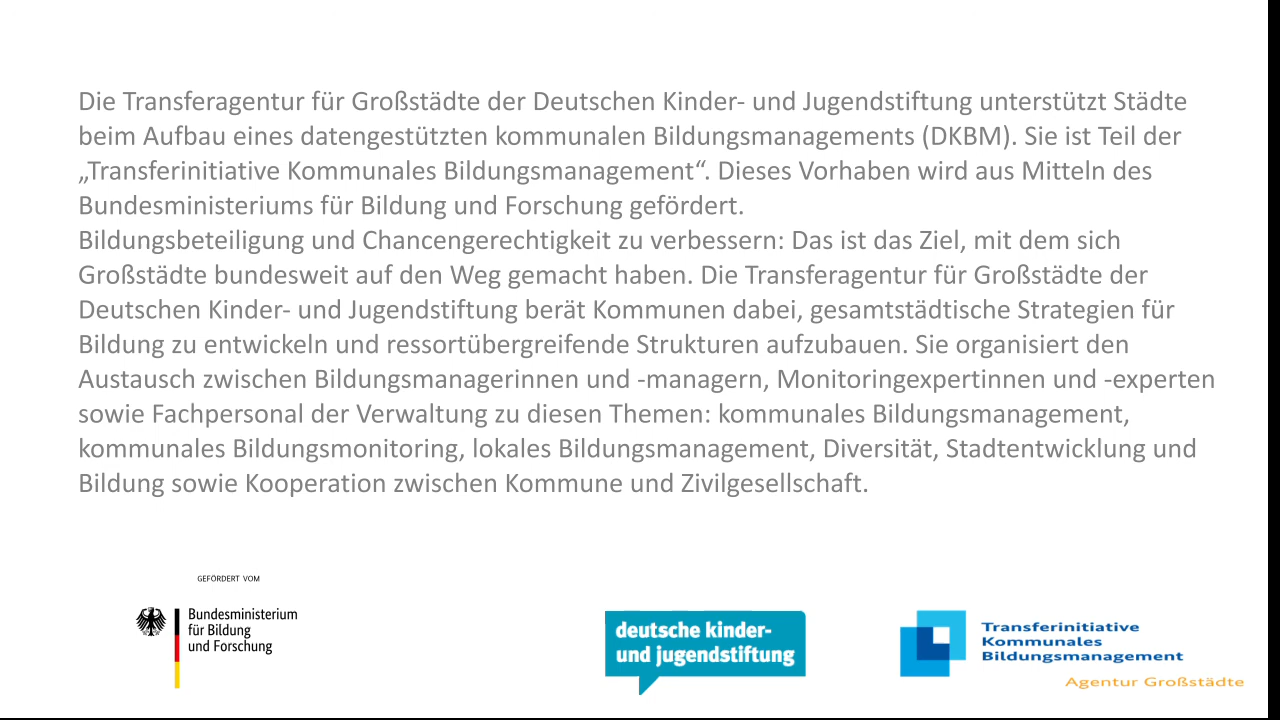 Die Transferagentur für Großstädte der Deutschen Kinder- und Jugendstiftung unterstützt Städte
beim Aufbau eines datengestützten kommunalen Bildungsmanagements (DKBM). Sie ist Teil der
„Transferinitiative Kommunales Bildungsmanagement“. Dieses Vorhaben wird aus Mitteln des
Bundesministeriums für Bildung und Forschung gefördert.
Bildungsbeteiligung und Chancengerechtigkeit zu verbessern: Das ist das Ziel, mit dem sich
Großstädte bundesweit auf den Weg gemacht haben. Die Transferagentur für Großstädte der
Deutschen Kinder- und Jugendstiftung berät Kommunen dabei, gesamtstädtische Strategien für
Bildung zu entwickeln und ressortübergreifende Strukturen aufzubauen. Sie organisiert den
Austausch zwischen Bildungsmanagerinnen und -managern, Monitoringexpertinnen und -experten
sowie Fachpersonal der Verwaltung zu diesen Themen: kommunales Bildungsmanagement,
kommunales Bildungsmonitoring, lokales Bildungsmanagement, Diversität, Stadtentwicklung und
Bildung sowie Kooperation zwischen Kommune und Zivilgesellschaft.
GEFÖRDERT VOM
Bundesministerium
für Bildung
und Forschung
deutsche kinder-
und jugendstiftung
Transferinitiative
Kommunales
Bildungsmanagement
Agentur Großstädte